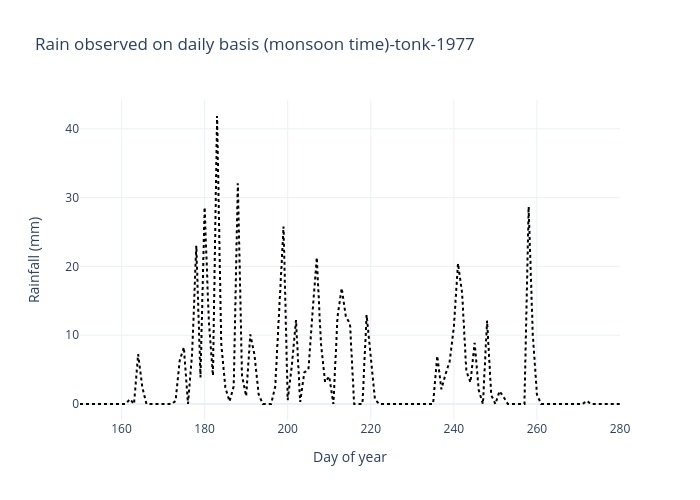 Rain observed on daily basis (monsoon time)-tonk-1977
40
30
20
10
0
Rainfall (mm)
160 180 200 220 240 260 280
Day of year